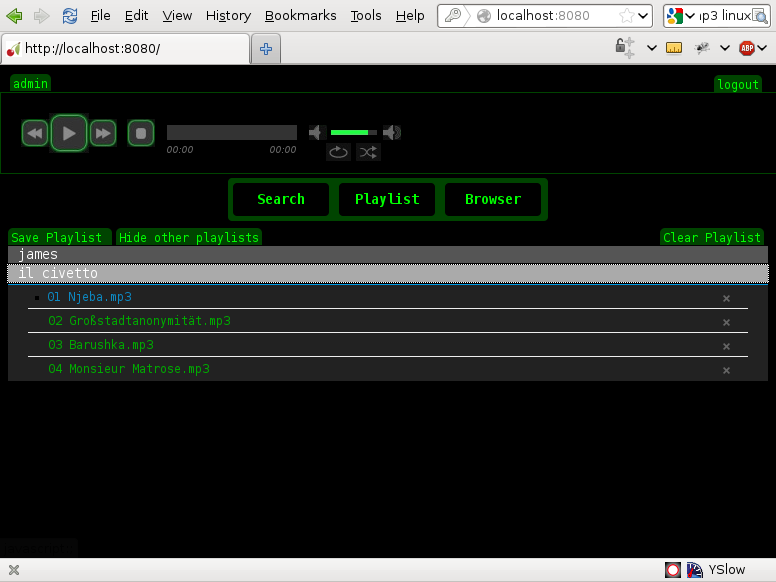 File Edit View History Bookmarks Tools Help localhost:8080 ıp3 linux
http://localhost:8080/ ABP
admin logout
00:00 00:00
Search Playlist Browser
Save Playlist Hide other playlists Clear Playlist
james
il civetto
01 Njeba.mp3 ×
02 Großstadtanonymität.mp3 ×
03 Barushka.mp3 ×
04 Monsieur Matrose.mp3 ×
YSlow